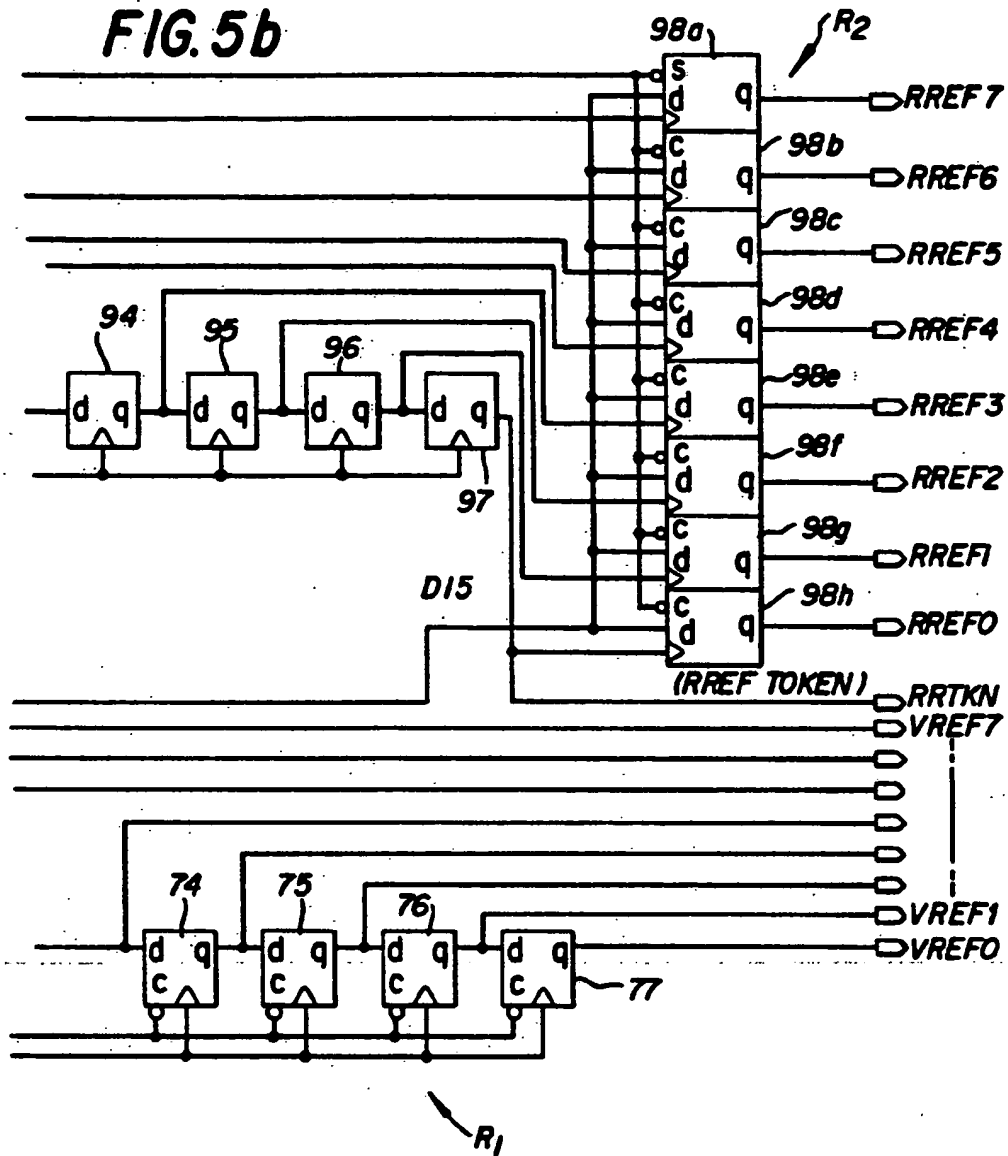 FIG. 5b
98a
R2
s
d
q
RREF7
98b
c
d
q
RREF6
98c
c
d
q
RREF5
98d
c
d
q
RREF4
98e
c
d
q
RREF3
98f
c
d
q
RREF2
98g
c
d
q
RREF1
98h
c
d
q
RREF0
94
95
96
d q
d q
d q
d q
97
D15
(RREF TOKEN)
RRTKN
VREF7
74
75
76
VREF1
VREF0
d q
c
d q
c
d q
c
d q
c
77
R1